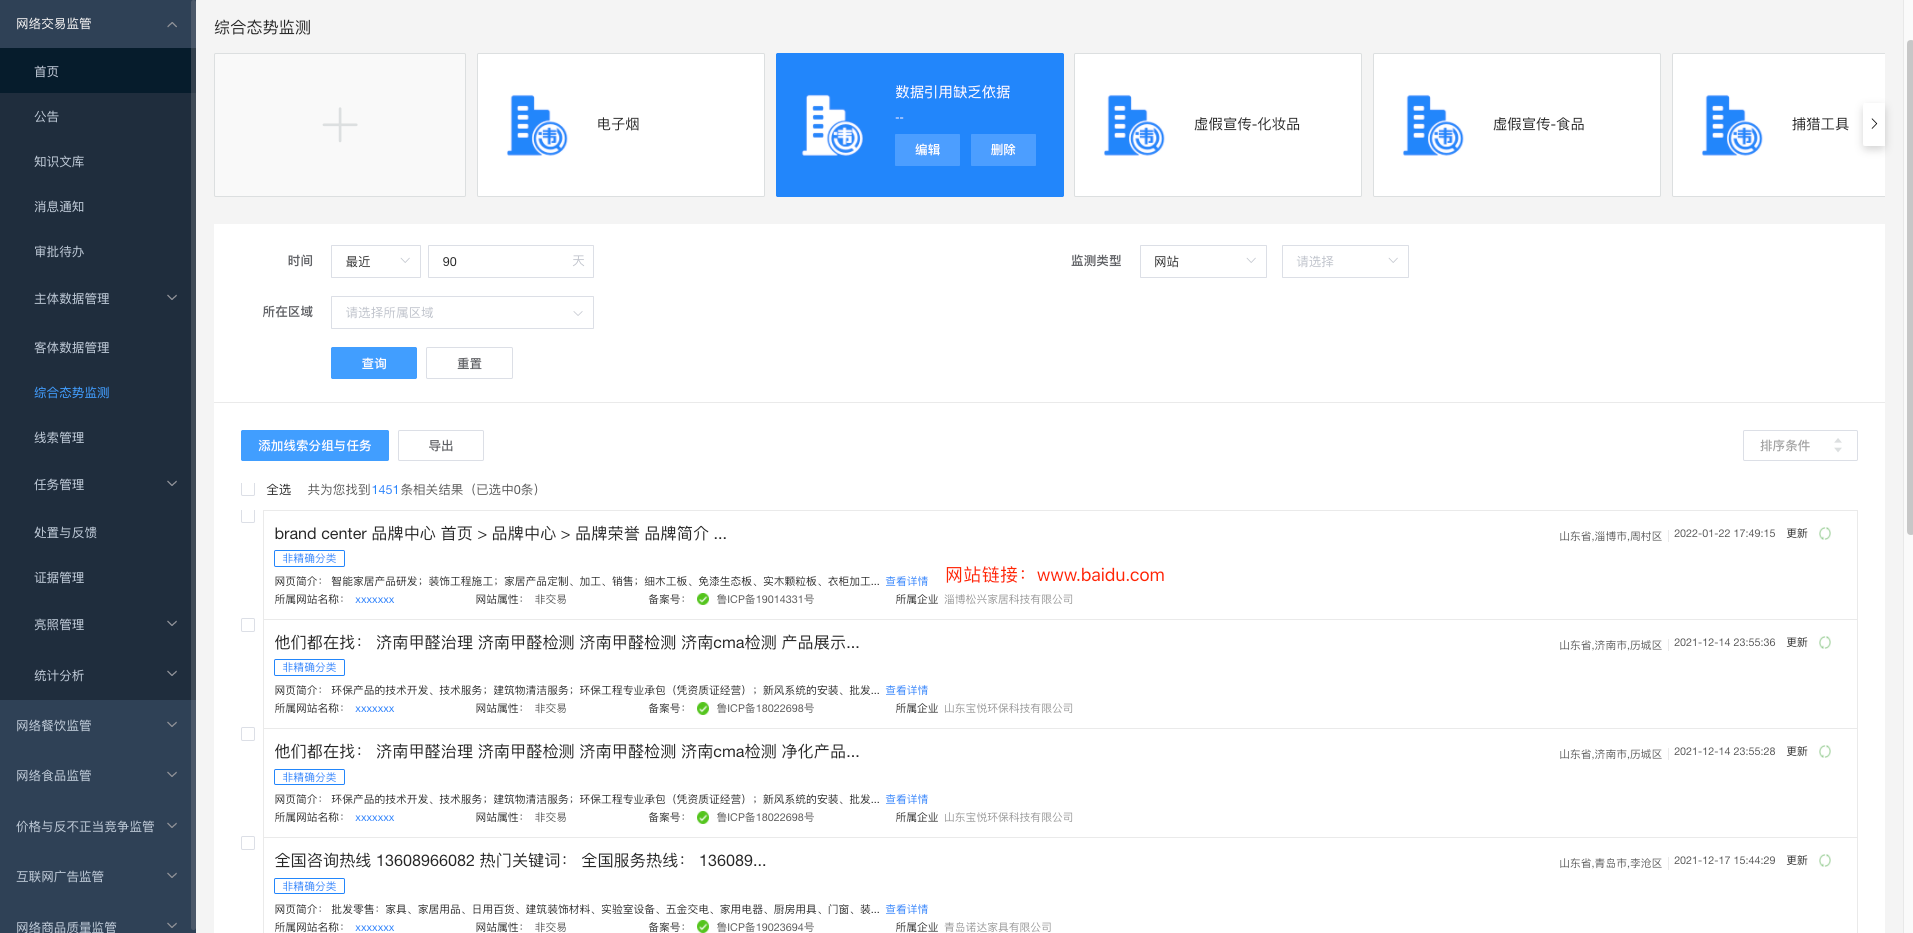 网络交易监管
首页
公告
知识文库
消息通知
审批待办
主体数据管理
客体数据管理
综合态势监测
线索管理
任务管理
处置与反馈
证据管理
亮照管理
统计分析
网络餐饮监管
网络食品监管
价格与反不正当竞争监管
互联网广告监管
网络商品质量监管
综合态势监测
电子烟
数据引用缺乏依据
--
编辑 删除
虚假宣传-化妆品
虚假宣传-食品
捕猎工具
时间 最近 90 天 监测类型 网站 请选择
所在区域 请选择所属区域
查询 重置
添加线索分组与任务 导出 排序条件
全选 共为您找到1451条相关结果（已选中0条）
brand center 品牌中心 首页 > 品牌中心 > 品牌荣誉 品牌简介 ... 山东省,淄博市,周村区 2022-01-22 17:49:15 更新
非精确分类
网页简介： 智能家居产品研发；装饰工程施工；家居产品定制、加工、销售；细木工板、免漆生态板、实木颗粒板、衣柜加工... 查看详情 网站链接：www.baidu.com
所属网站名称： xxxxxxx 网站属性： 非交易 备案号： 鲁ICP备19014331号 所属企业 淄博松兴家居科技有限公司
他们都在找： 济南甲醛治理 济南甲醛检测 济南甲醛检测 济南cma检测 产品展示... 山东省,济南市,历城区 2021-12-14 23:55:36 更新
非精确分类
网页简介： 环保产品的技术开发、技术服务；建筑物清洁服务；环保工程专业承包（凭资质证经营）；新风系统的安装、批发... 查看详情
所属网站名称： xxxxxxx 网站属性： 非交易 备案号： 鲁ICP备18022698号 所属企业 山东宝悦环保科技有限公司
他们都在找： 济南甲醛治理 济南甲醛检测 济南甲醛检测 济南cma检测 净化产品... 山东省,济南市,历城区 2021-12-14 23:55:28 更新
非精确分类
网页简介： 环保产品的技术开发、技术服务；建筑物清洁服务；环保工程专业承包（凭资质证经营）；新风系统的安装、批发... 查看详情
所属网站名称： xxxxxxx 网站属性： 非交易 备案号： 鲁ICP备18022698号 所属企业 山东宝悦环保科技有限公司
全国咨询热线 13608966082 热门关键词： 全国服务热线： 136089... 山东省,青岛市,李沧区 2021-12-17 15:44:29 更新
非精确分类
网页简介： 批发零售：家具、家居用品、日用百货、建筑装饰材料、实验室设备、五金交电、家用电器、厨房用具、门窗、装... 查看详情
所属网站名称： xxxxxxx 网站属性： 非交易 备案号： 鲁ICP备19023694号 所属企业 青岛诺达家具有限公司